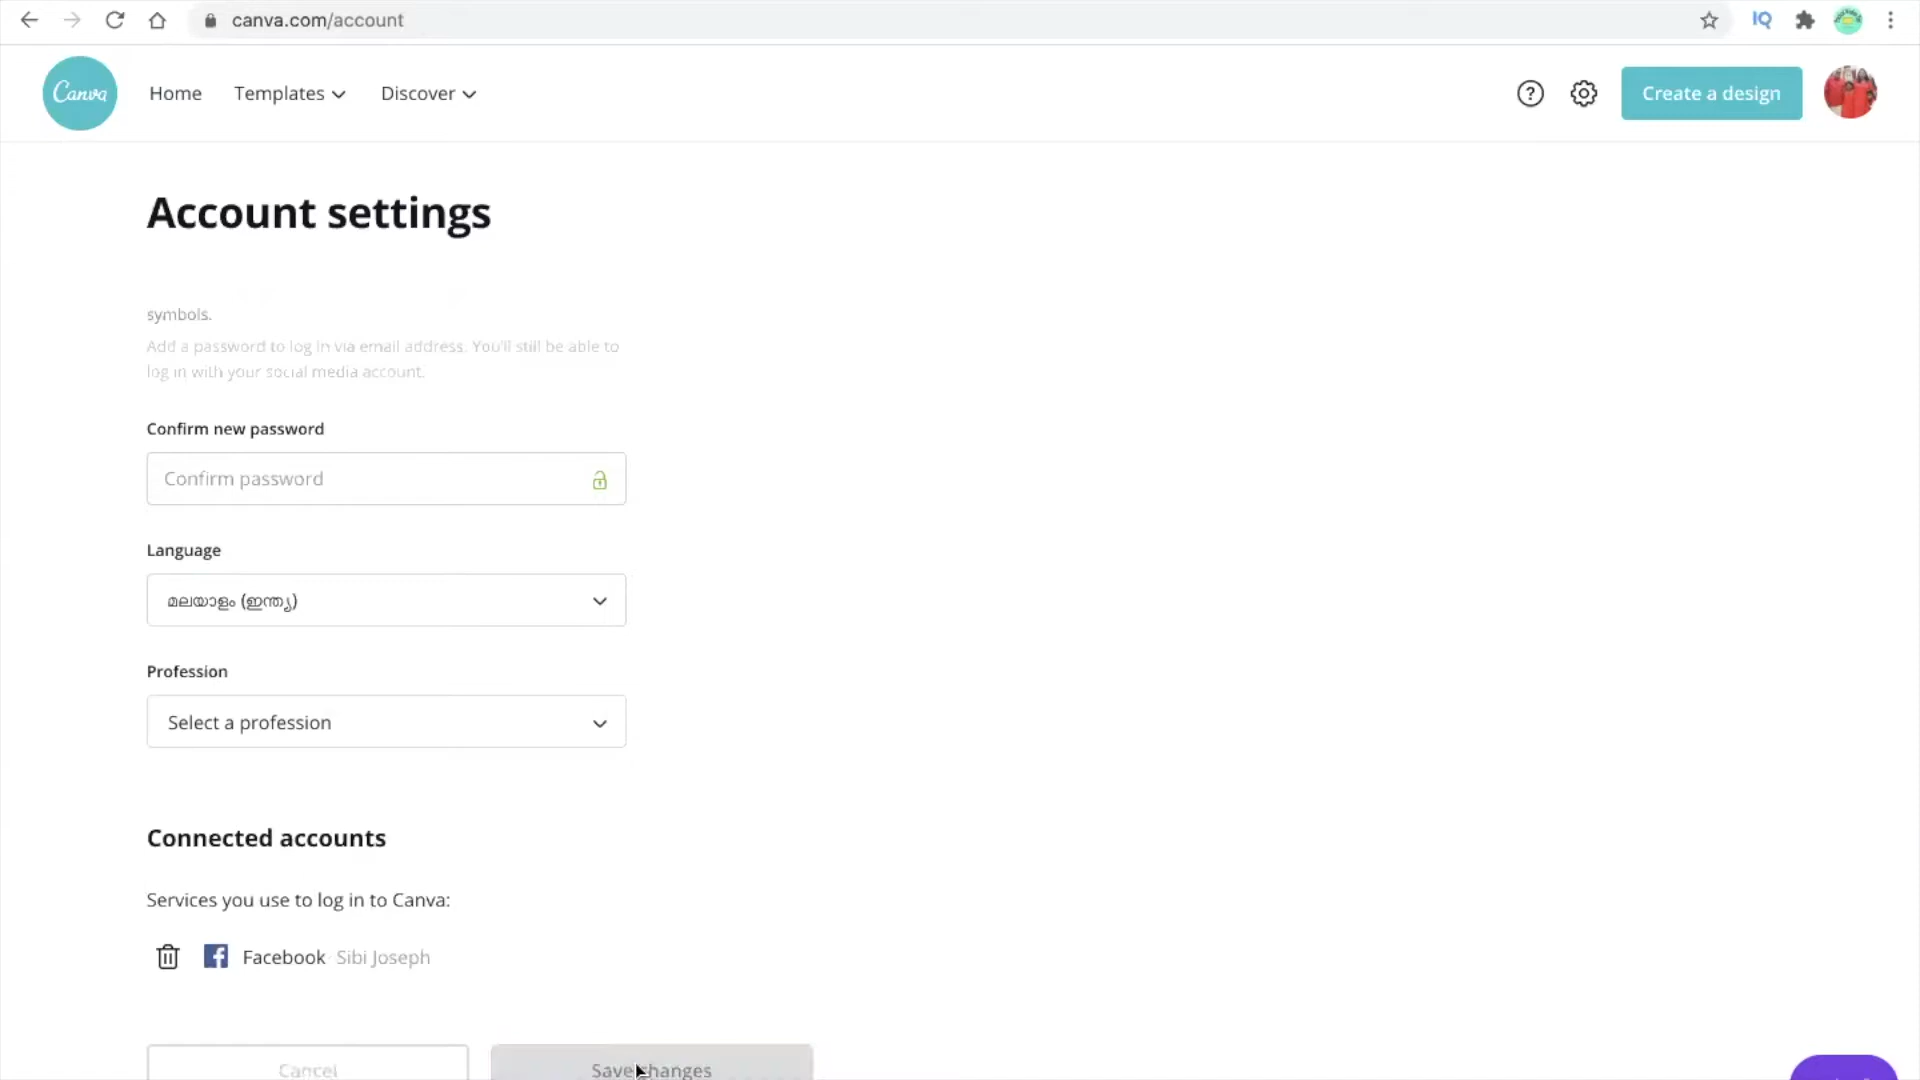 canva.com/account
IQ
Canva
Home
Templates
Discover
Create a design
Account settings
symbols.
Add a password to log in via email address. You'll still be able to
log in with your social media account.
Confirm new password
Confirm password
Language
മലയാളം (ഇന്ത്യ)
Profession
Select a profession
Connected accounts
Services you use to log in to Canva:
Facebook Sibi Joseph
Cancel
Save changes